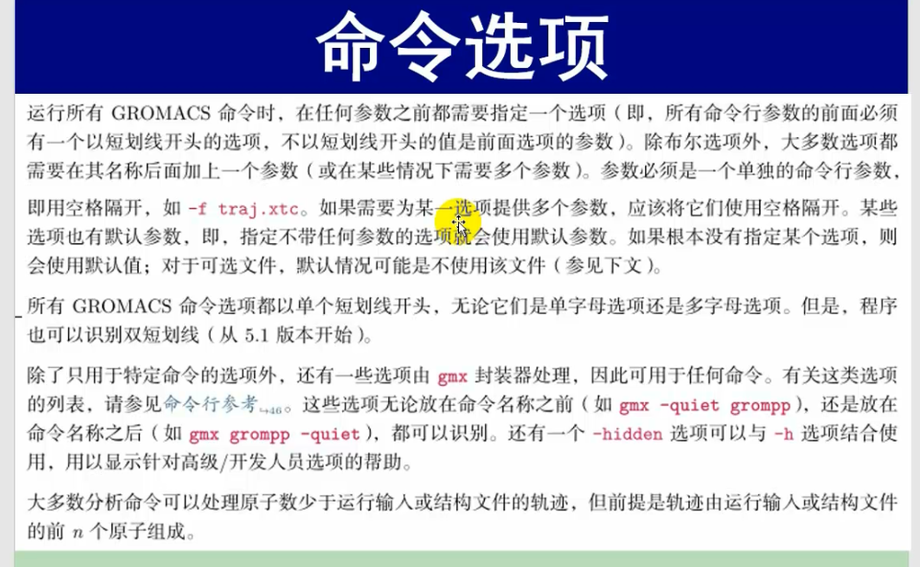 命令选项
运行所有 GROMACS 命令时，在任何参数之前都需要指定一个选项（即，所有命令行参数的前面必须
有一个以短划线开头的选项，不以短划线开头的值是前面选项的参数）。除布尔选项外，大多数选项都
需要在其名称后面加上一个参数（或在某些情况下需要多个参数）。参数必须是一个单独的命令行参数，
即用空格隔开，如 -f traj.xtc。如果需要为某一选项提供多个参数，应该将它们使用空格隔开。某些
选项也有默认参数，即，指定不带任何参数的选项就会使用默认参数。如果根本没有指定某个选项，则
会使用默认值；对于可选文件，默认情况可能是不使用该文件（参见下文）。
所有 GROMACS 命令选项都以单个短划线开头，无论它们是单字母选项还是多字母选项。但是，程序
也可以识别双短划线（从 5.1 版本开始）。
除了只用于特定命令的选项外，还有一些选项由 gmx 封装器处理，因此可用于任何命令。有关这类选项
的列表，请参见命令行参考↪46。这些选项无论放在命令名称之前（如 gmx -quiet grompp），还是放在
命令名称之后（如 gmx grompp -quiet），都可以识别。还有一个 -hidden 选项可以与 -h 选项结合使
用，用以显示针对高级/开发人员选项的帮助。
大多数分析命令可以处理原子数少于运行输入或结构文件的轨迹，但前提是轨迹由运行输入或结构文件
的前 n 个原子组成。